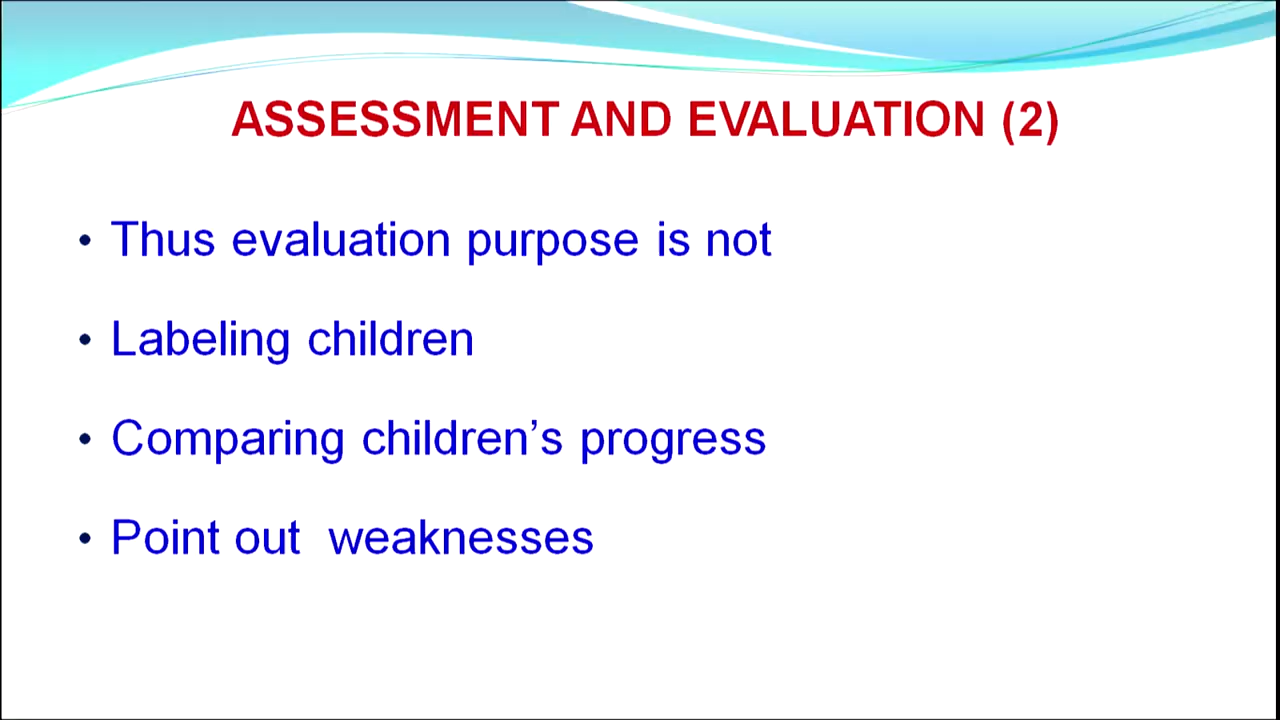 ASSESSMENT AND EVALUATION (2)
• Thus evaluation purpose is not
• Labeling children
• Comparing children’s progress
• Point out  weaknesses